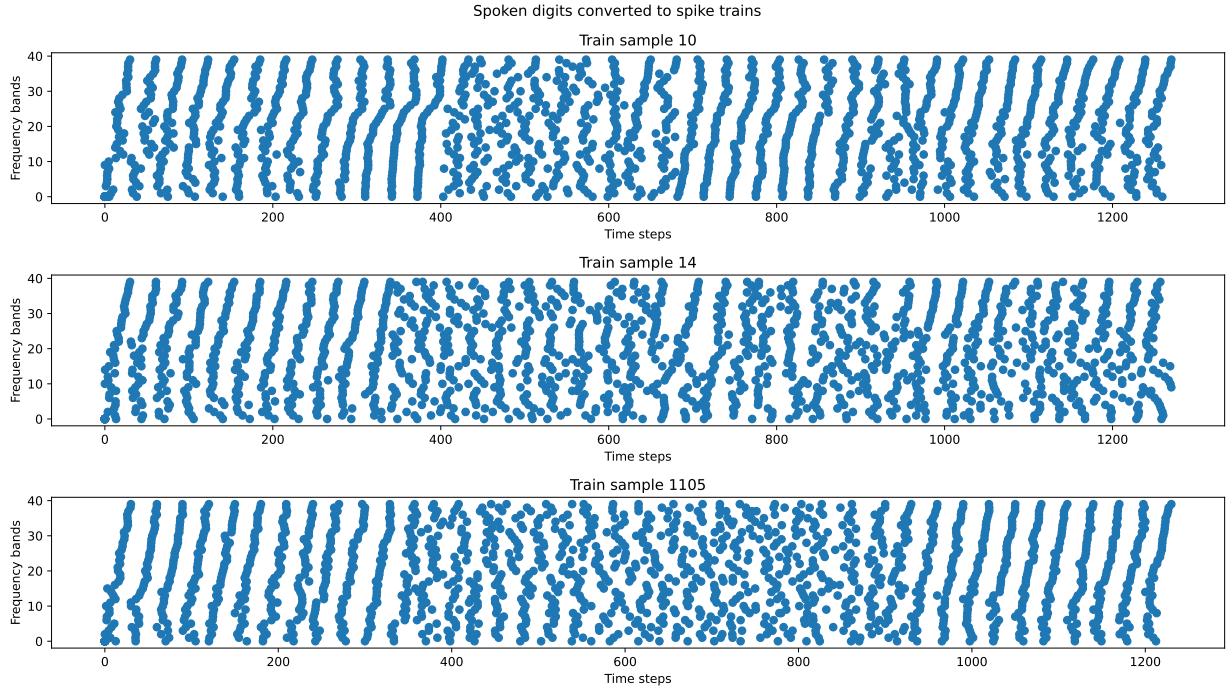 Spoken digits converted to spike trains
Train sample 10
Frequency bands
40
30
20
10
0
0 200 400 600 800 1000 1200
Time steps
Train sample 14
Frequency bands
40
30
20
10
0
0 200 400 600 800 1000 1200
Time steps
Train sample 1105
Frequency bands
40
30
20
10
0
0 200 400 600 800 1000 1200
Time steps